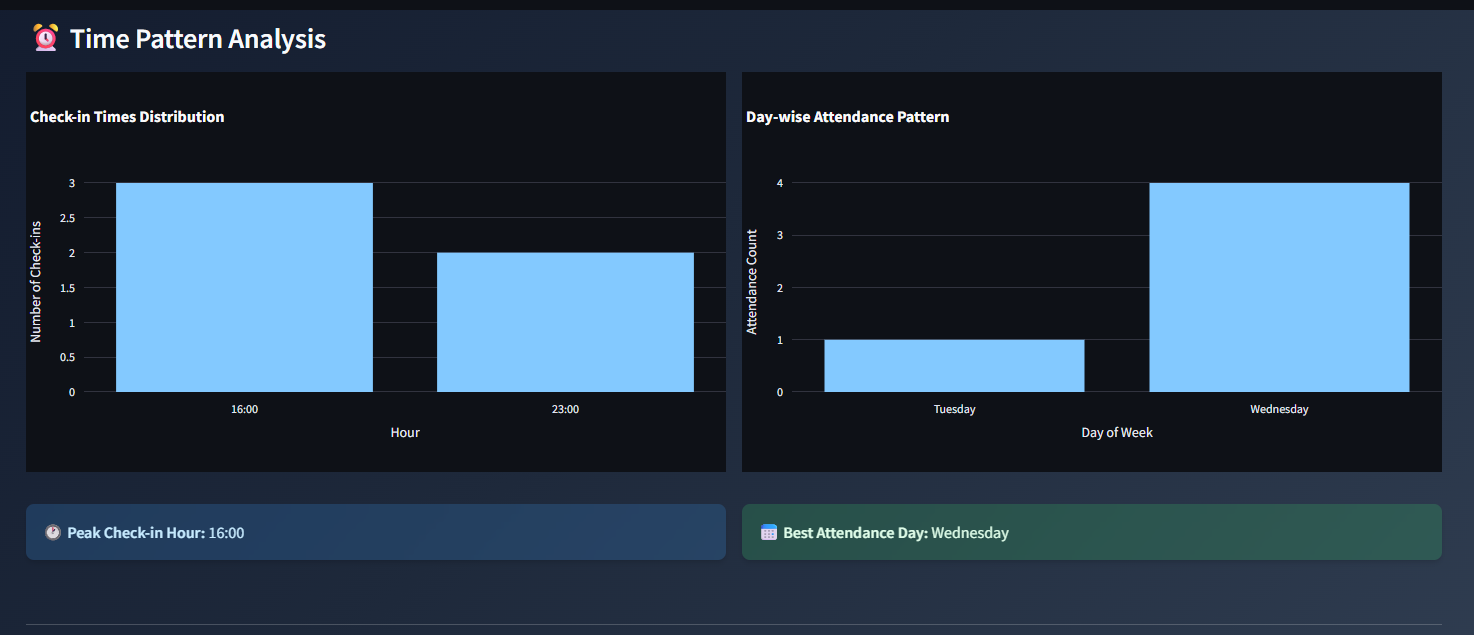 Time Pattern Analysis
Check-in Times Distribution
Number of Check-ins
3
2.5
2
1.5
1
0.5
0
16:00
23:00
Hour
Day-wise Attendance Pattern
Attendance Count
4
3
2
1
0
Tuesday
Wednesday
Day of Week
Peak Check-in Hour: 16:00
Best Attendance Day: Wednesday